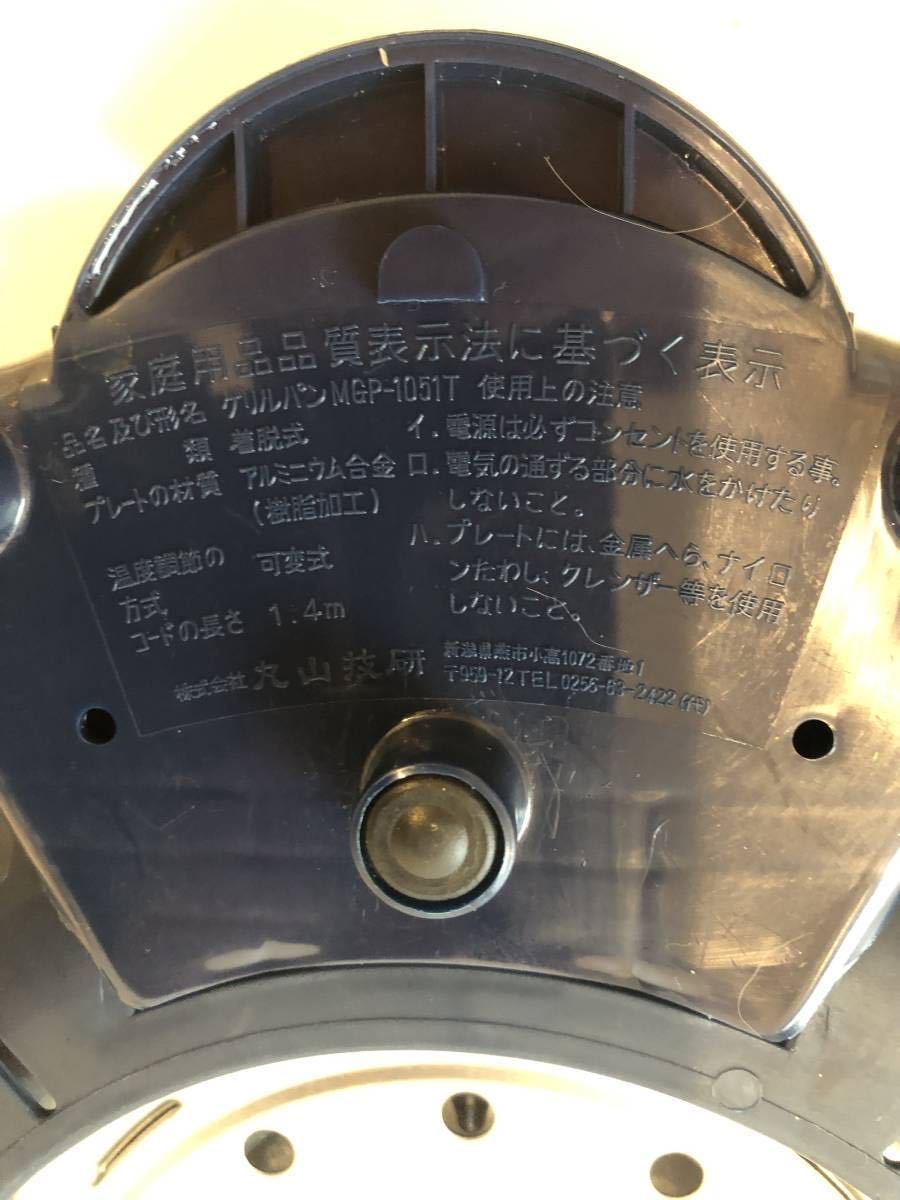 家庭用品品質表示法に基づく表示
品名及び形名 グリルパン MGP-1051T
種類 着脱式
プレートの材質 アルミニウム合金
(樹脂加工)
温度調節の 可変式
方式
コードの長さ 1.4m
使用上の注意
イ.電源は必ずコンセントを使用する事。
ロ.電気の通ずる部分に水をかけたり
しないこと。
ハ.プレートには、金属へら、ナイロ
ンたわし、クレンザー等を使用
しないこと。
株式会社 丸山技研
新潟県燕市小高1072番地1
〒959-12 TEL 0256-63-2422(代)